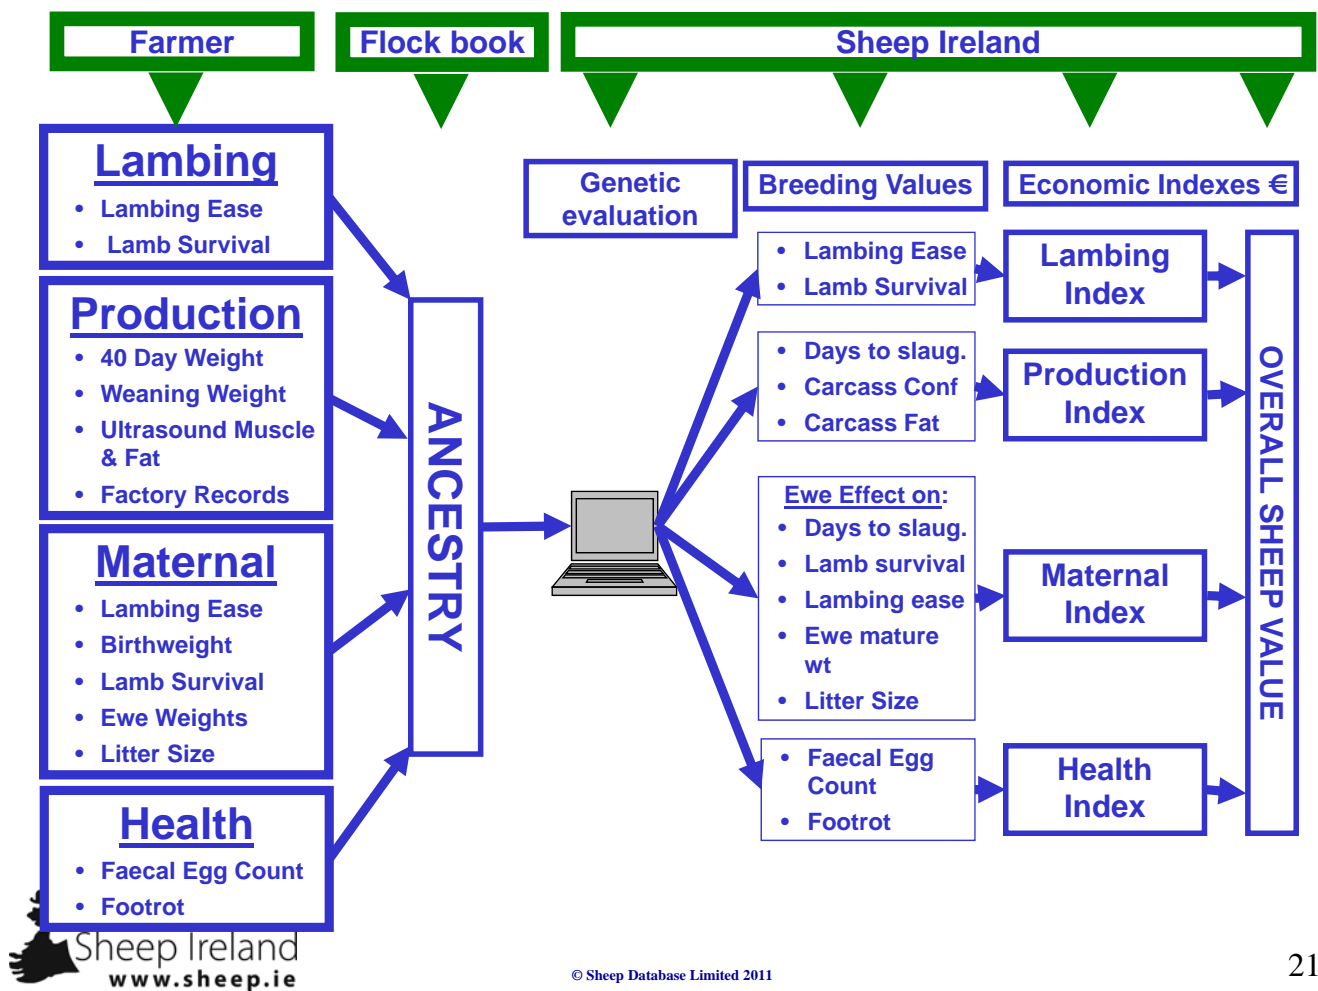 Farmer
Flock book
Sheep Ireland
Lambing
• Lambing Ease
• Lamb Survival
Production
• 40 Day Weight
• Weaning Weight
• Ultrasound Muscle
& Fat
• Factory Records
Maternal
• Lambing Ease
• Birthweight
• Lamb Survival
• Ewe Weights
• Litter Size
Health
• Faecal Egg Count
• Footrot
ANCESTRY
Genetic
evaluation
Breeding Values
Economic Indexes €
• Lambing Ease
• Lamb Survival
• Days to slaug.
• Carcass Conf
• Carcass Fat
Ewe Effect on:
• Days to slaug.
• Lamb survival
• Lambing ease
• Ewe mature
wt
• Litter Size
• Faecal Egg
Count
• Footrot
Lambing
Index
Production
Index
Maternal
Index
Health
Index
OVERALL SHEEP VALUE
Sheep Ireland
www.sheep.ie
© Sheep Database Limited 2011
21